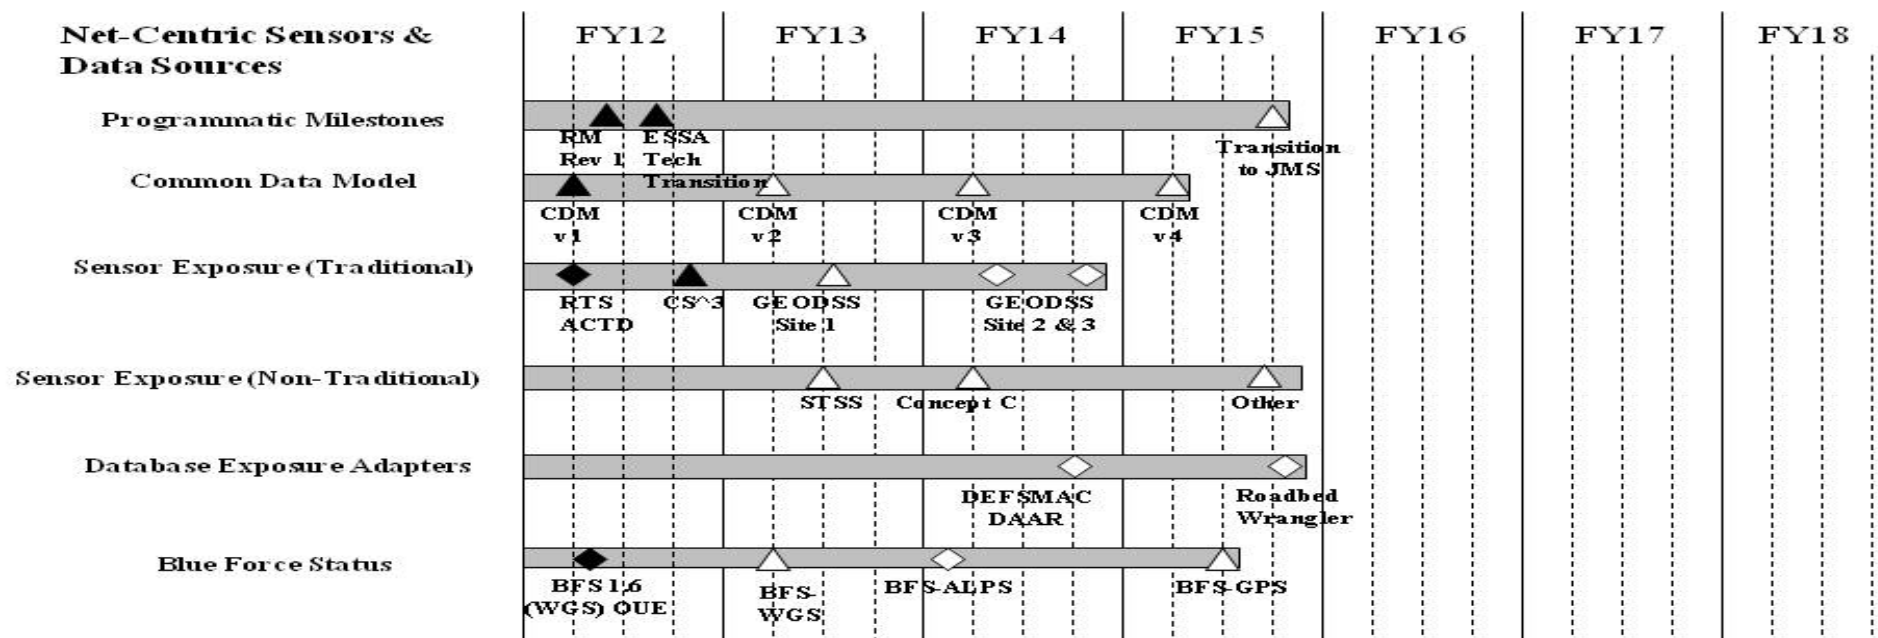 Net-Centric Sensors &
Data Sources
FY12 FY13 FY14 FY15 FY16 FY17 FY18
Programmatic Milestones
RM
Rev 1
ESSA
Tech
Transition
Transition
to JMS
Common Data Model
CDM
v1
CDM
v2
CDM
v3
CDM
v4
Sensor Exposure (Traditional)
RTS
ACTD
CS^3
GEODSS
Site 1
GEODSS
Site 2 & 3
Sensor Exposure (Non-Traditional)
STSS
Concept C
Other
Database Exposure Adapters
DEFSMAC
DAAR
Roadbed
Wrangler
Blue Force Status
BFS 1.6
(WGS) OUE
BFS-
WGS
BFS-ALPS
BFS-GPS